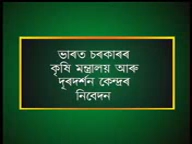 ভাৰত চৰকাৰৰ
কৃষি মন্ত্রালয় আৰু
দূৰদৰ্শন কেন্দ্ৰৰ
নিবেদন